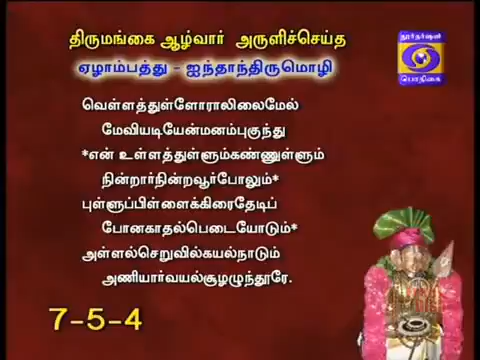 திருமங்கை ஆழ்வார் அருளிச்செய்த
ஏழாம்பத்து - ஐந்தாந்திருமொழி
தூர்தர்ஷன்
பொதிகை
வெள்ளத்துள்ளோராலிலைமேல்
மேவியடியேன்மனம்புகுந்து
*என் உள்ளத்துள்ளும்கண்ணுள்ளும்
நின்றார்நின்றவூர்போலும்*
புள்ளுப்பிள்ளைக்கிரைதேடிப்
போனகாதல்பெடையோடும்*
அள்ளல்செறுவில்கயல்நாடும்
அணியார்வயல்சூழழுந்தூரே.
7-5-4